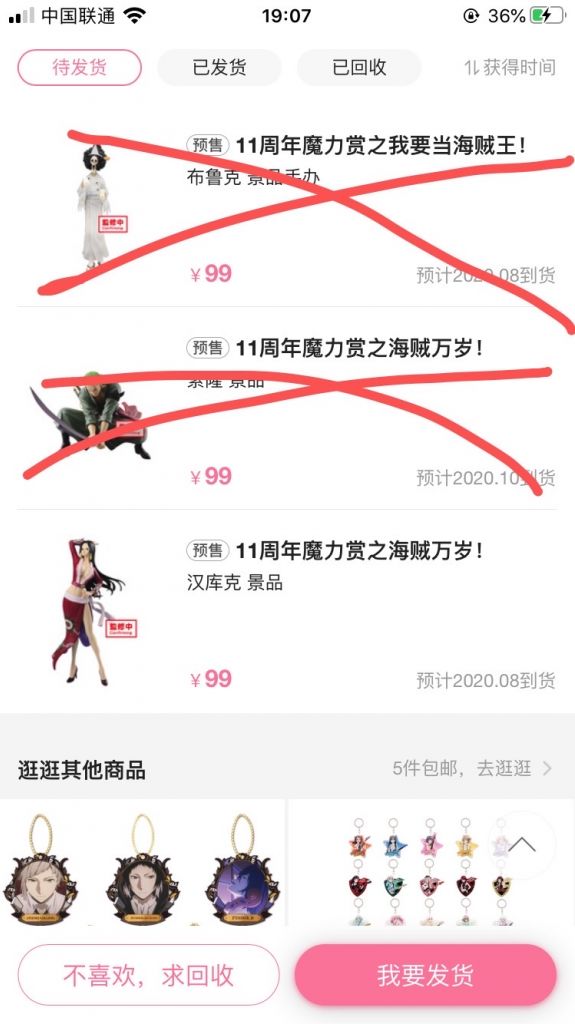 中国联通 19:07 36%
待发货 已发货 已回收 获得时间
预售 11周年魔力赏之我要当海贼王!
布鲁克 景品手办
監修中
¥99 预计2020.08到货
预售 11周年魔力赏之海贼万岁!
索隆 景品
¥99 预计2020.10到货
预售 11周年魔力赏之海贼万岁!
汉库克 景品
監修中
¥99 预计2020.08到货
逛逛其他商品 5件包邮，去逛逛
不喜欢，求回收 我要发货